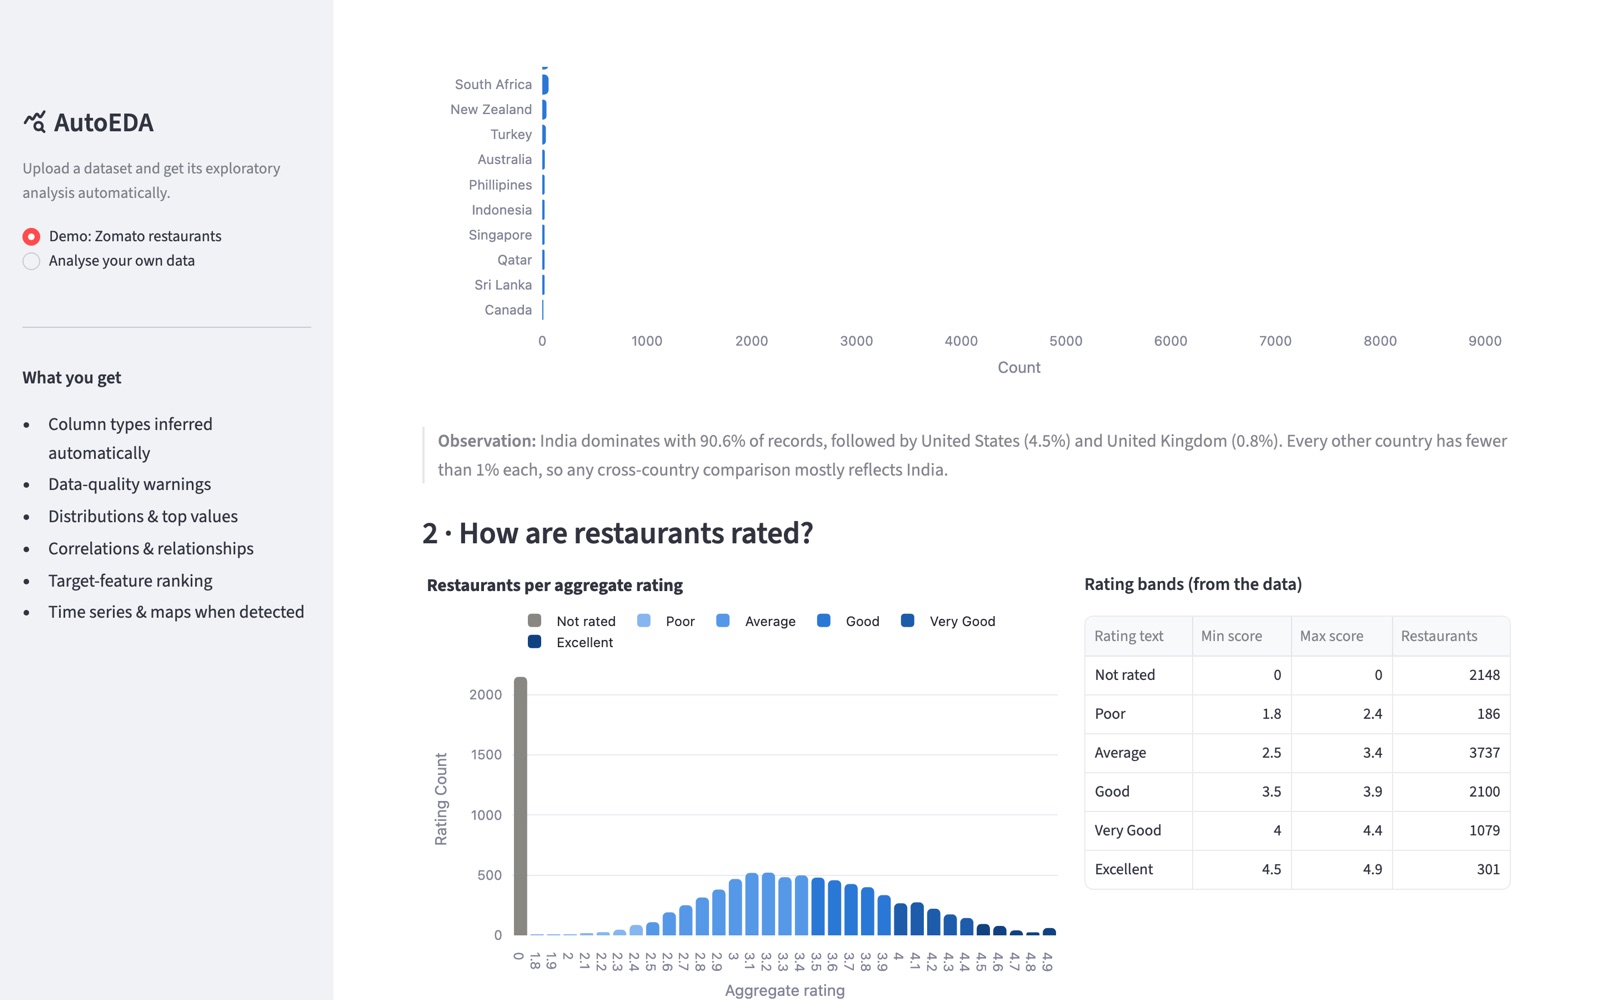 AutoEDA
Upload a dataset and get its exploratory
analysis automatically.
Demo: Zomato restaurants
Analyse your own data
What you get
Column types inferred
automatically
Data-quality warnings
Distributions & top values
Correlations & relationships
Target-feature ranking
Time series & maps when detected
South Africa
New Zealand
Turkey
Australia
Phillipines
Indonesia
Singapore
Qatar
Sri Lanka
Canada
0 1000 2000 3000 4000 5000 6000 7000 8000 9000
Count
Observation: India dominates with 90.6% of records, followed by United States (4.5%) and United Kingdom (0.8%). Every other country has fewer
than 1% each, so any cross-country comparison mostly reflects India.
2 · How are restaurants rated?
Restaurants per aggregate rating
Not rated Poor Average Good Very Good
Excellent
2000
1500
1000
500
0
Rating Count
0 1.8 1.9 2 2.1 2.2 2.3 2.4 2.5 2.6 2.7 2.8 2.9 3 3.1 3.2 3.3 3.4 3.5 3.6 3.7 3.8 3.9 4 4.1 4.2 4.3 4.4 4.5 4.6 4.7 4.8 4.9
Aggregate rating
Rating bands (from the data)
Rating text Min score Max score Restaurants
Not rated 0 0 2148
Poor 1.8 2.4 186
Average 2.5 3.4 3737
Good 3.5 3.9 2100
Very Good 4 4.4 1079
Excellent 4.5 4.9 301